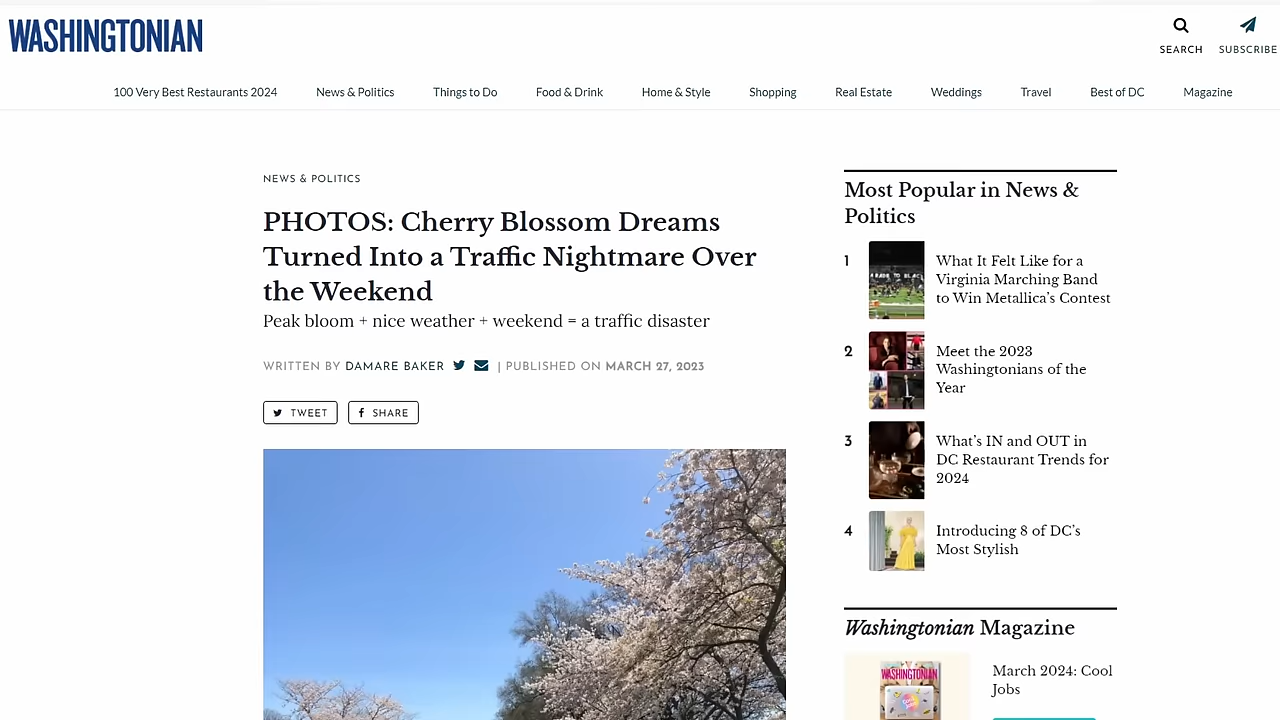 WASHINGTONIAN
SEARCH
SUBSCRIBE
100 Very Best Restaurants 2024
News & Politics
Things to Do
Food & Drink
Home & Style
Shopping
Real Estate
Weddings
Travel
Best of DC
Magazine
NEWS & POLITICS
PHOTOS: Cherry Blossom Dreams
Turned Into a Traffic Nightmare Over
the Weekend
Peak bloom + nice weather + weekend = a traffic disaster
WRITTEN BY DAMARE BAKER | PUBLISHED ON MARCH 27, 2023
TWEET
SHARE
Most Popular in News &
Politics
1
What It Felt Like for a
Virginia Marching Band
to Win Metallica's Contest
2
Meet the 2023
Washingtonians of the
Year
3
What's IN and OUT in
DC Restaurant Trends for
2024
4
Introducing 8 of DC's
Most Stylish
Washingtonian Magazine
WASHINGTONIAN
March 2024: Cool
Jobs